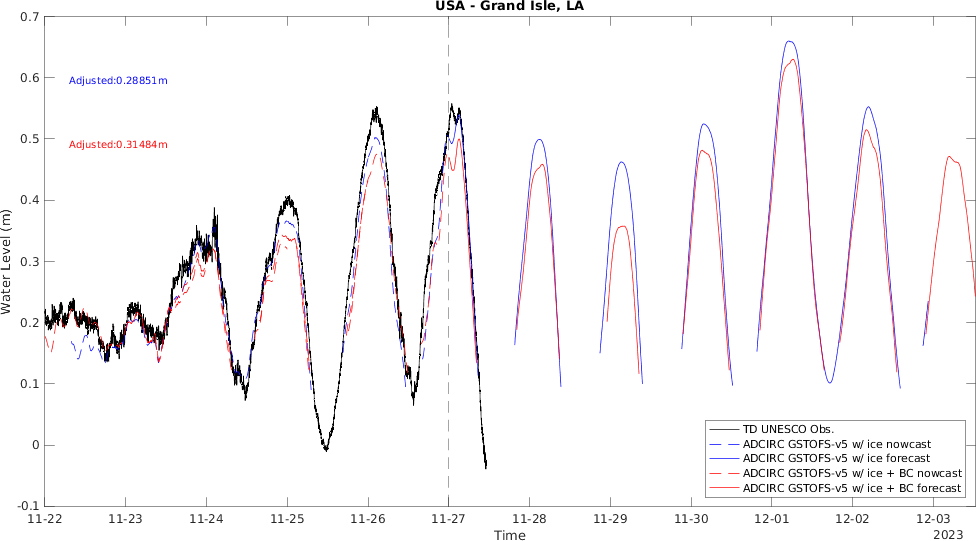 USA - Grand Isle, LA
0.7
0.6
0.5
0.4
0.3
0.2
0.1
0
-0.1
Water Level (m)
Adjusted:0.28851m
Adjusted:0.31484m
TD UNESCO Obs.
ADCIRC GSTOFS-v5 w/ ice nowcast
ADCIRC GSTOFS-v5 w/ ice forecast
ADCIRC GSTOFS-v5 w/ ice + BC nowcast
ADCIRC GSTOFS-v5 w/ ice + BC forecast
11-22 11-23 11-24 11-25 11-26 11-27 11-28 11-29 11-30 12-01 12-02 12-03
Time
2023